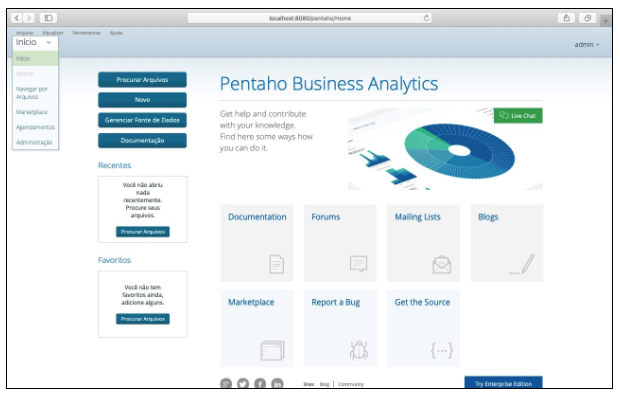 localhost:8080/pentaho/Home
Arquivo Visualizar Ferramentas Ajuda
Início
admin
Início
Aberto
Navegar por
Arquivos
Marketplace
Agendamentos
Administração
Procurar Arquivos
Novo
Gerenciar Fonte de Dados
Documentação
Recentes
Você não abriu
nada
recentemente.
Procure seus
arquivos.
Procurar Arquivos
Favoritos
Você não tem
favoritos ainda,
adicione alguns.
Procurar Arquivos
Pentaho Business Analytics
Get help and contribute
with your knowledge.
Find here some ways how
you can do it.
Live Chat
Documentation
Forums
Mailing Lists
Blogs
Marketplace
Report a Bug
Get the Source
{...}
Sites: Blog | Community
Try Enterprise Edition